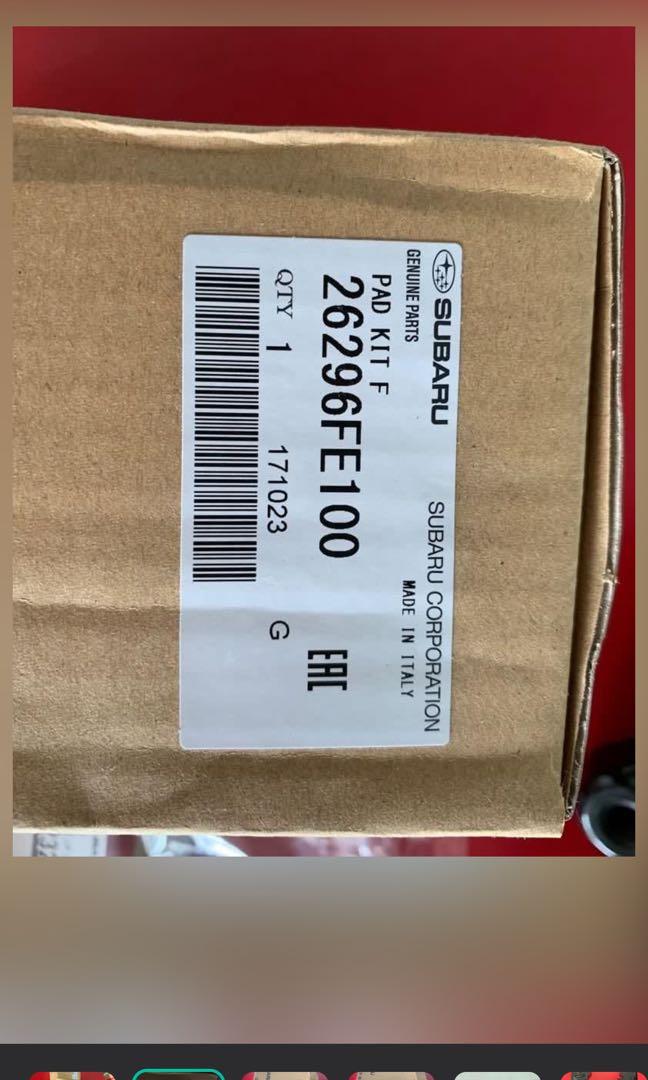 SUBARU
SUBARU CORPORATION
GENUINE PARTS
MADE IN ITALY
PAD KIT F
26296FE100
EAC
QTY 1 171023 G